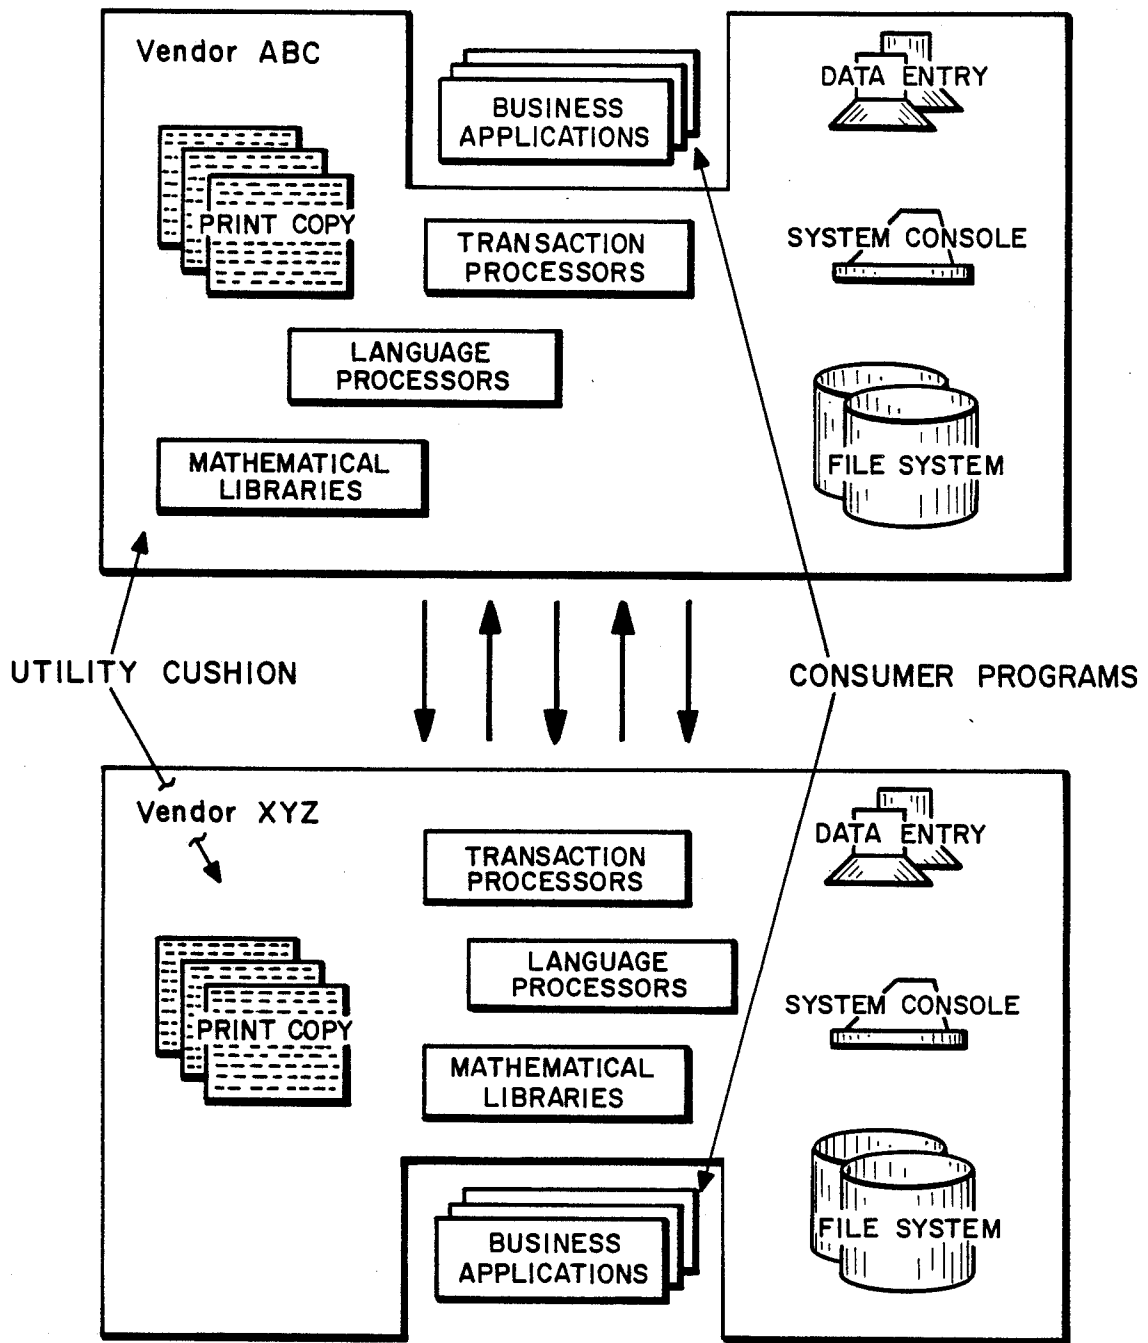 Vendor ABC
BUSINESS
APPLICATIONS
DATA ENTRY
PRINT COPY
TRANSACTION
PROCESSORS
SYSTEM CONSOLE
LANGUAGE
PROCESSORS
MATHEMATICAL
LIBRARIES
FILE SYSTEM
UTILITY CUSHION
CONSUMER PROGRAMS
Vendor XYZ
TRANSACTION
PROCESSORS
DATA ENTRY
LANGUAGE
PROCESSORS
PRINT COPY
SYSTEM CONSOLE
MATHEMATICAL
LIBRARIES
BUSINESS
APPLICATIONS
FILE SYSTEM